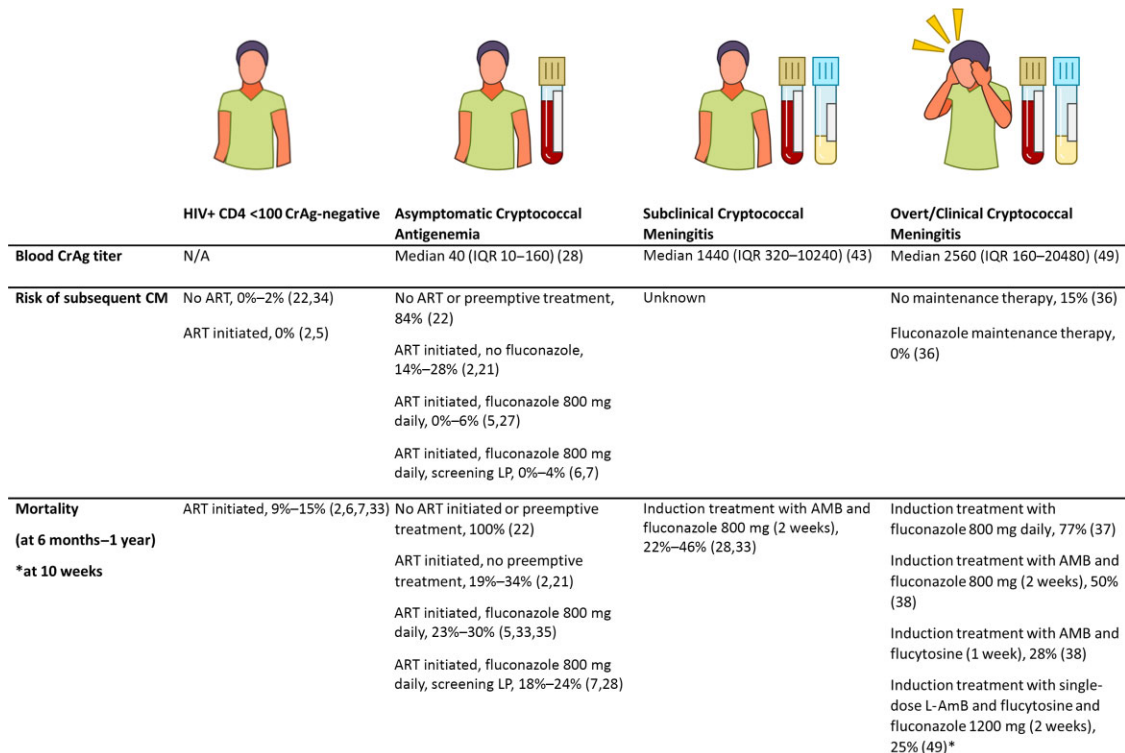 HIV+ CD4 <100 CrAg-negative
Asymptomatic Cryptococcal
Antigenemia
Subclinical Cryptococcal
Meningitis
Overt/Clinical Cryptococcal
Meningitis
Blood CrAg titer
N/A
Median 40 (IQR 10–160) (28)
Median 1440 (IQR 320–10240) (43)
Median 2560 (IQR 160–20480) (49)
Risk of subsequent CM
No ART, 0%–2% (22,34)
ART initiated, 0% (2,5)
No ART or preemptive treatment,
84% (22)
ART initiated, no fluconazole,
14%–28% (2,21)
ART initiated, fluconazole 800 mg
daily, 0%–6% (5,27)
ART initiated, fluconazole 800 mg
daily, screening LP, 0%–4% (6,7)
Unknown
No maintenance therapy, 15% (36)
Fluconazole maintenance therapy,
0% (36)
Mortality
(at 6 months–1 year)
*at 10 weeks
ART initiated, 9%–15% (2,6,7,33)
No ART initiated or preemptive
treatment, 100% (22)
ART initiated, no preemptive
treatment, 19%–34% (2,21)
ART initiated, fluconazole 800 mg
daily, 23%–30% (5,33,35)
ART initiated, fluconazole 800 mg
daily, screening LP, 18%–24% (7,28)
Induction treatment with AMB and
fluconazole 800 mg (2 weeks),
22%–46% (28,33)
Induction treatment with
fluconazole 800 mg daily, 77% (37)
Induction treatment with AMB and
fluconazole 800 mg (2 weeks), 50%
(38)
Induction treatment with AMB and
flucytosine (1 week), 28% (38)
Induction treatment with single-
dose L-AmB and flucytosine and
fluconazole 1200 mg (2 weeks),
25% (49)*